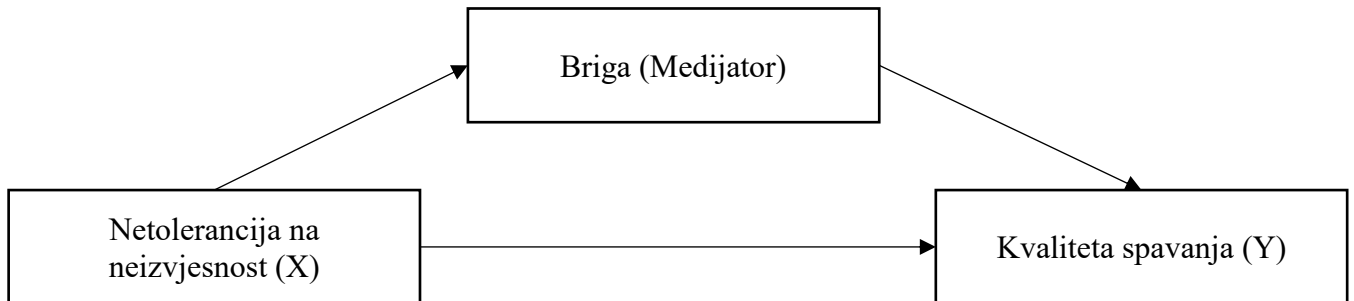 Briga (Medijator)
Netolerancija na
neizvjesnost (X)
Kvaliteta spavanja (Y)